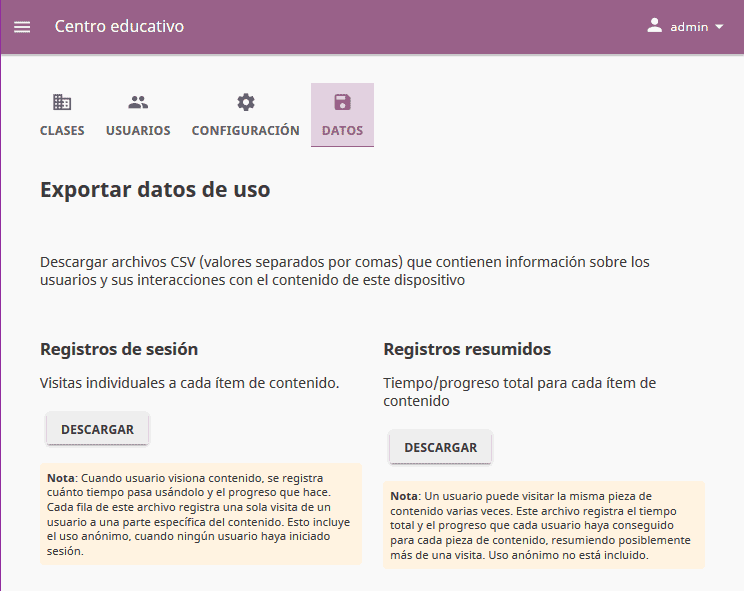 Centro educativo
admin
CLASES
USUARIOS
CONFIGURACIÓN
DATOS
Exportar datos de uso
Descargar archivos CSV (valores separados por comas) que contienen información sobre los
usuarios y sus interacciones con el contenido de este dispositivo
Registros de sesión
Visitas individuales a cada ítem de contenido.
DESCARGAR
Nota: Cuando usuario visiona contenido, se registra
cuánto tiempo pasa usándolo y el progreso que hace.
Cada fila de este archivo registra una sola visita de un
usuario a una parte específica del contenido. Esto incluye
el uso anónimo, cuando ningún usuario haya iniciado
sesión.
Registros resumidos
Tiempo/progreso total para cada ítem de
contenido
DESCARGAR
Nota: Un usuario puede visitar la misma pieza de
contenido varias veces. Este archivo registra el tiempo
total y el progreso que cada usuario haya conseguido
para cada pieza de contenido, resumiendo posiblemente
más de una visita. Uso anónimo no está incluido.